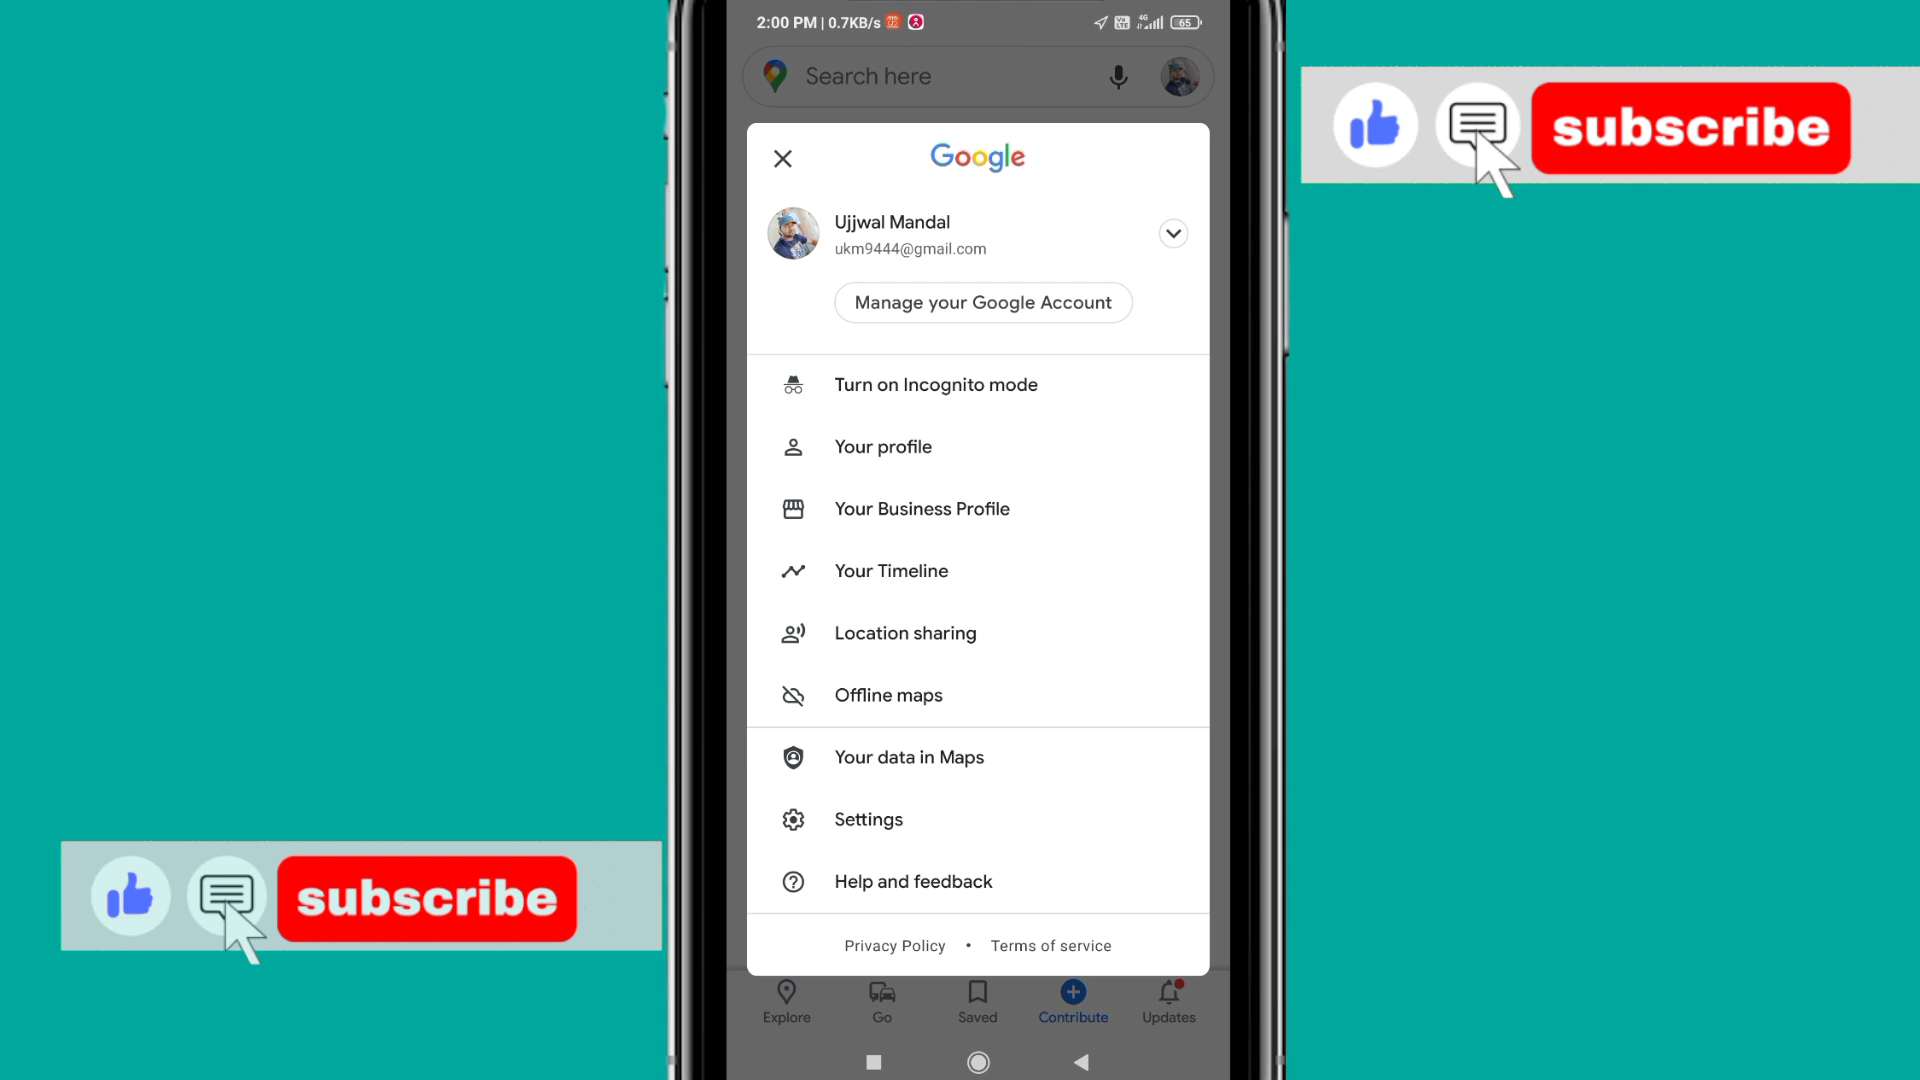 2:00 PM | 0.7KB/s
4G
65
Search here
subscribe
Google
Ujjwal Mandal
ukm9444@gmail.com
Manage your Google Account
Turn on Incognito mode
Your profile
Your Business Profile
Your Timeline
Location sharing
Offline maps
Your data in Maps
Settings
subscribe
Help and feedback
Privacy Policy • Terms of service
Explore
Go
Saved
Contribute
Updates